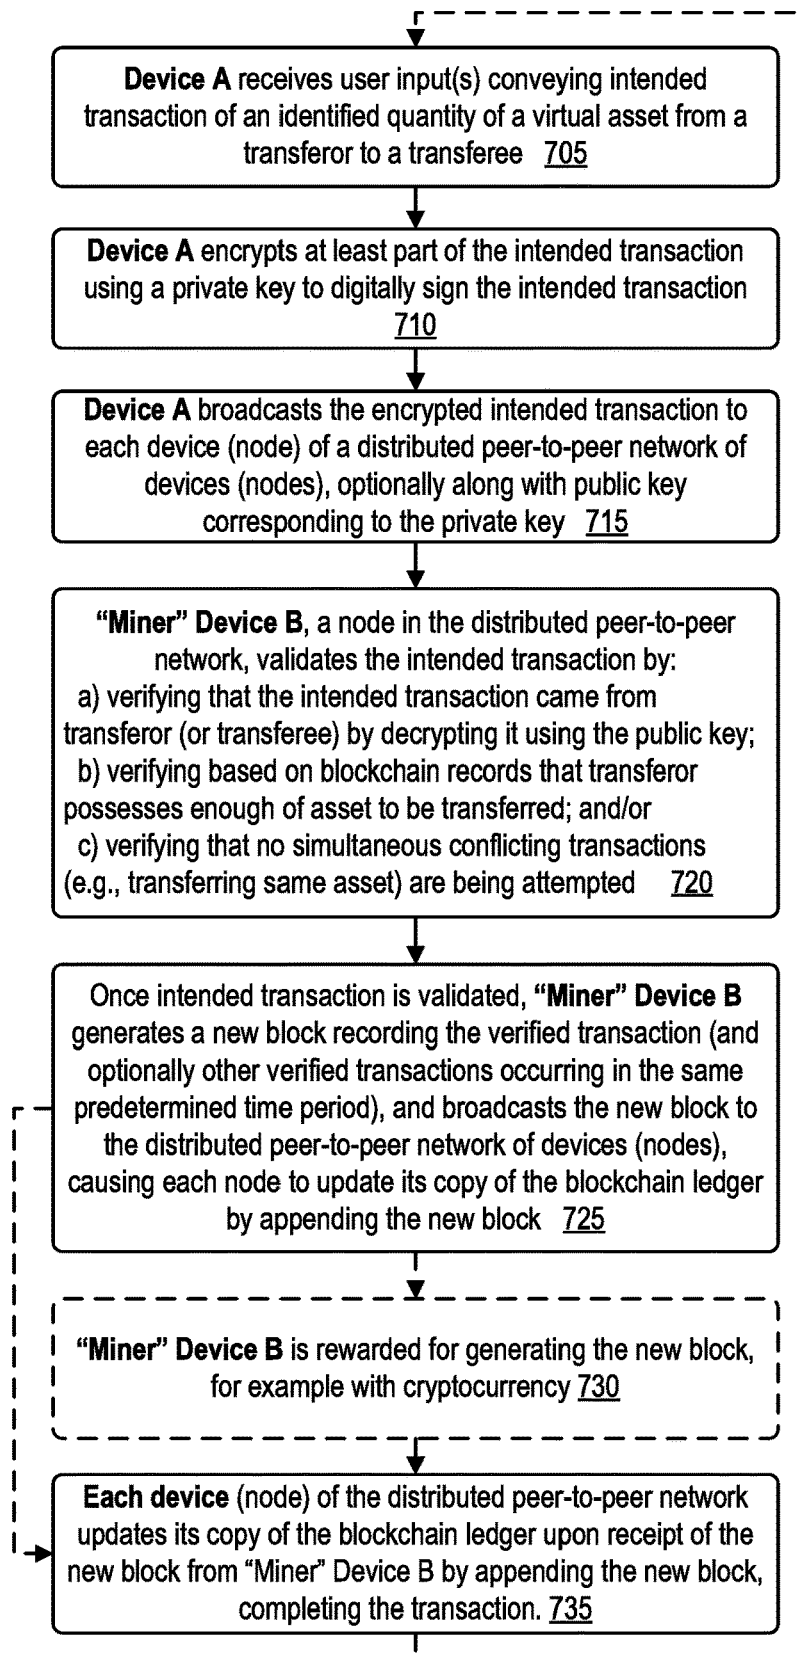 Device A receives user input(s) conveying intended
transaction of an identified quantity of a virtual asset from a
transferor to a transferee 705
Device A encrypts at least part of the intended transaction
using a private key to digitally sign the intended transaction
710
Device A broadcasts the encrypted intended transaction to
each device (node) of a distributed peer-to-peer network of
devices (nodes), optionally along with public key
corresponding to the private key 715
“Miner” Device B, a node in the distributed peer-to-peer
network, validates the intended transaction by:
a) verifying that the intended transaction came from
transferor (or transferee) by decrypting it using the public key;
b) verifying based on blockchain records that transferor
possesses enough of asset to be transferred; and/or
c) verifying that no simultaneous conflicting transactions
(e.g., transferring same asset) are being attempted 720
Once intended transaction is validated, “Miner” Device B
generates a new block recording the verified transaction (and
optionally other verified transactions occurring in the same
predetermined time period), and broadcasts the new block to
the distributed peer-to-peer network of devices (nodes),
causing each node to update its copy of the blockchain ledger
by appending the new block 725
“Miner” Device B is rewarded for generating the new block,
for example with cryptocurrency 730
Each device (node) of the distributed peer-to-peer network
updates its copy of the blockchain ledger upon receipt of the
new block from “Miner” Device B by appending the new block,
completing the transaction. 735